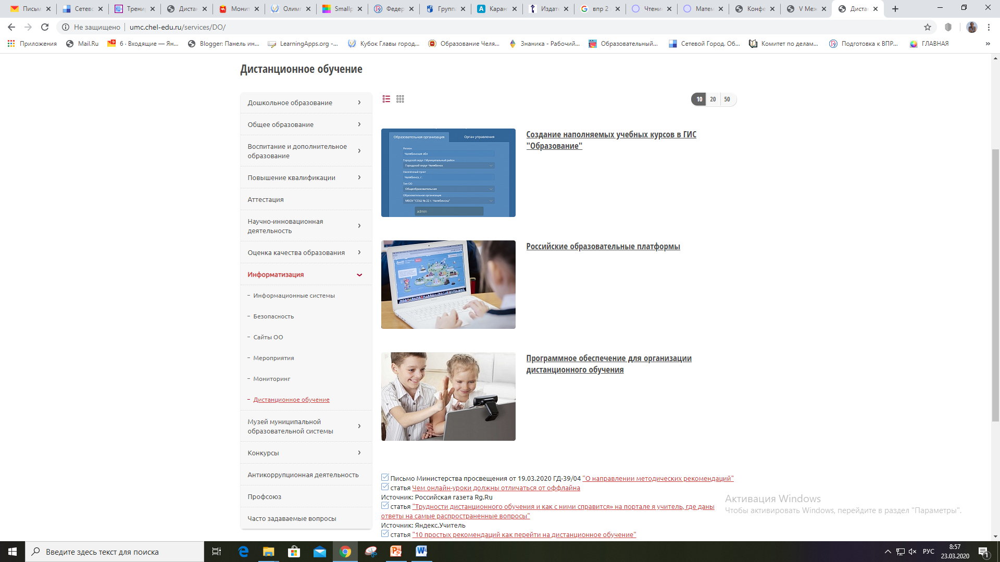 Письм
Сетевс
Трени
Диста
Монит
Олимп
Smallp
Федер
Группа
Каран
Издате
впр 2
Чтени
Матем
Конфе
V Меж
Диста
Не защищено
umc.chel-edu.ru/services/DO/
Приложения
Mail.Ru
6 · Входящие — Ян...
Blogger: Панель ин...
LearningApps.org -...
Кубок Главы город...
Образование Челя...
Знаника - Рабочий...
Образовательный...
Сетевой Город. Об...
Комитет по делам...
Подготовка к ВПР...
ГЛАВНАЯ
»
Дистанционное обучение
Дошкольное образование
Общее образование
Воспитание и дополнительное
образование
Повышение квалификации
Аттестация
Научно-инновационная
деятельность
Оценка качества образования
Информатизация
– Информационные системы
– Безопасность
– Сайты ОО
– Мероприятия
– Мониторинг
– Дистанционное обучение
Музей муниципальной
образовательной системы
Конкурсы
Антикоррупционная деятельность
Профсоюз
Часто задаваемые вопросы
10 20 50
Образовательная организация
Орган управления
Регион
Челябинская обл
Городской округ / Муниципальный район
Городской округ Челябинск
Населённый пункт
Челябинск, г.
Тип ОО
Общеобразовательная
Образовательная организация
МБОУ "СОШ № 22 г. Челябинска"
admin
Создание наполняемых учебных курсов в ГИС
"Образование"
Российские образовательные платформы
Программное обеспечение для организации
дистанционного обучения
Письмо Министерства просвещения от 19.03.2020 ГД-39/04 "О направлении методических рекомендаций"
статья Чем онлайн-уроки должны отличаться от оффлайна
Источник: Российская газета Rg.Ru
статья "Трудности дистанционного обучения и как с ними справится» на портале я учитель, где даны
ответы на самые распространенные вопросы"
Источник: Яндекс.Учитель
статья "10 простых рекомендаций как перейти на дистанционное обучение"
Активация Windows
Чтобы активировать Windows, перейдите в раздел "Параметры".
Введите здесь текст для поиска
РУС
8:57
23.03.2020
1